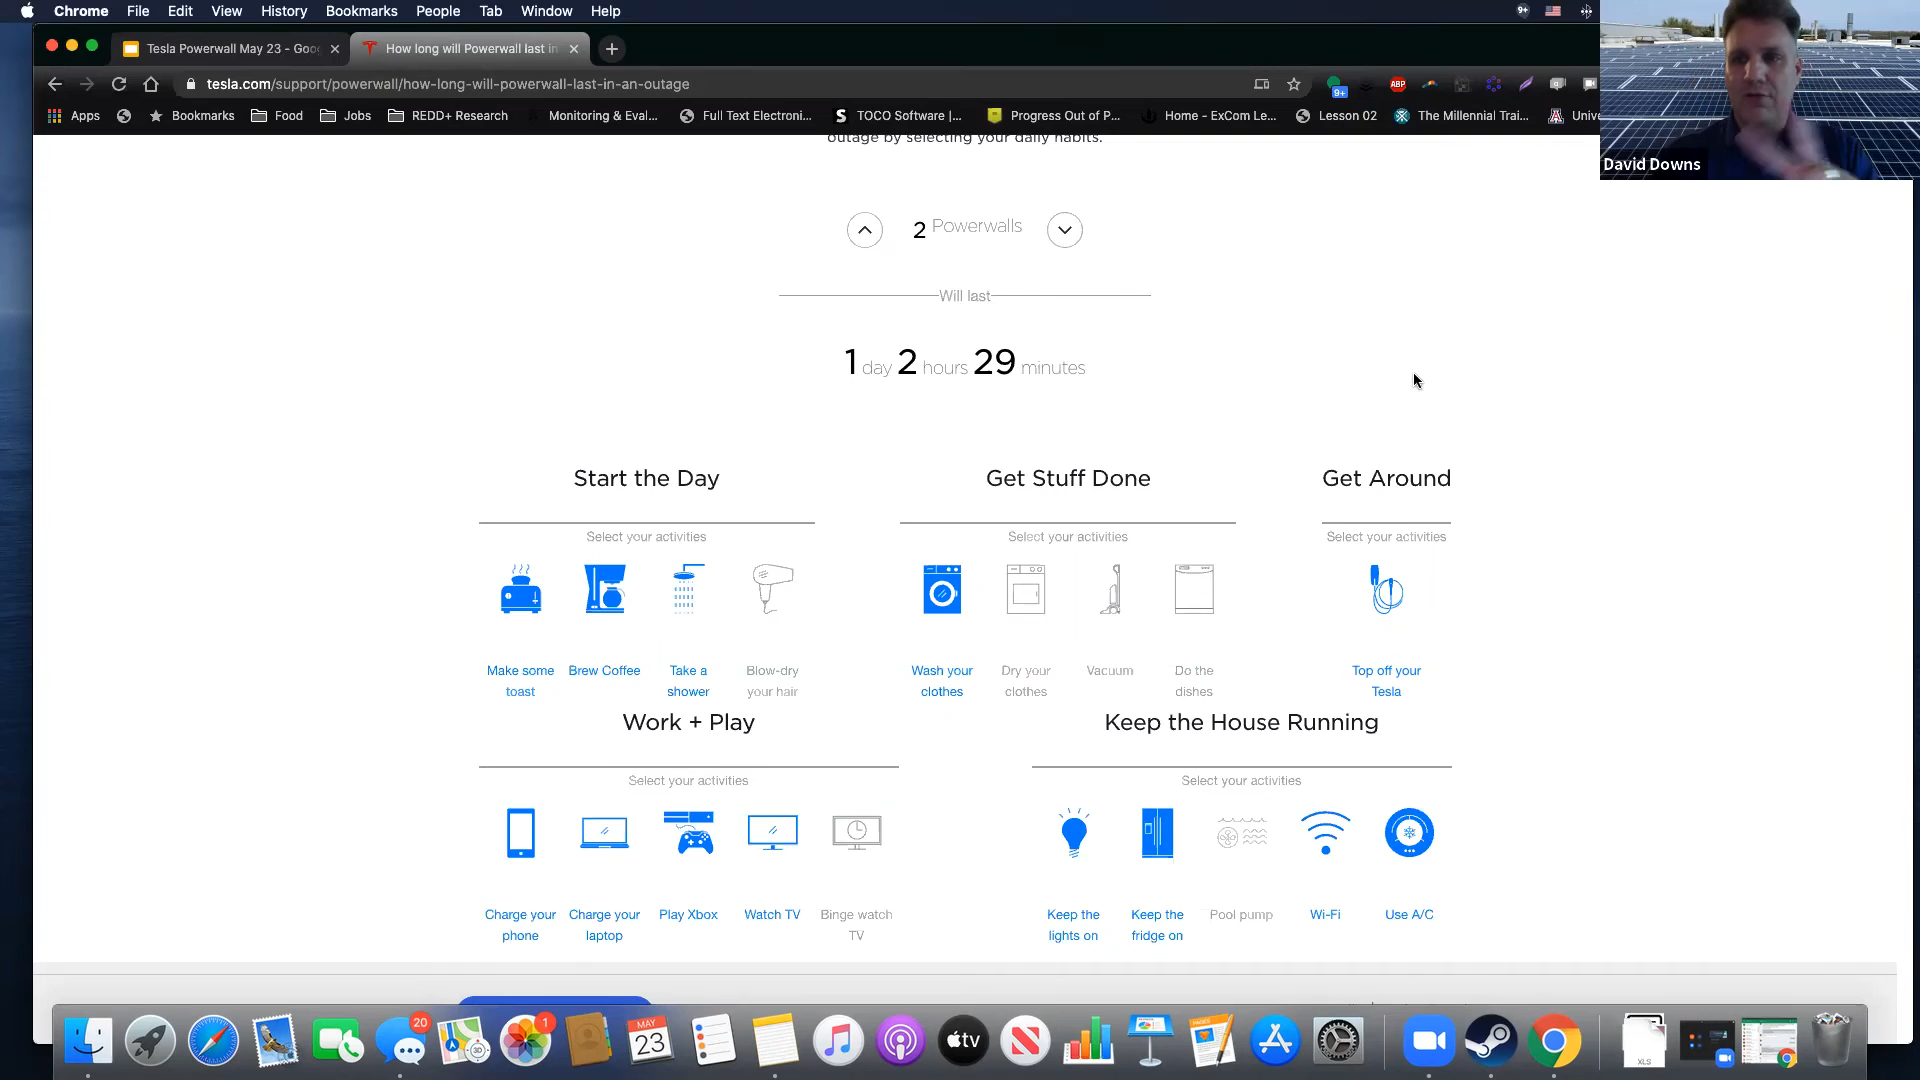 Chrome File Edit View History Bookmarks People Tab Window Help
9+
Tesla Powerwall May 23 - Goo
How long will Powerwall last in
tesla.com/support/powerwall/how-long-will-powerwall-last-in-an-outage
9+
ABP
Apps
Bookmarks
Food
Jobs
REDD+ Research
Monitoring & Eval...
Full Text Electroni...
TOCO Software |...
Progress Out of P...
Home - ExCom Le...
Lesson 02
The Millennial Trai...
Unive
David Downs
outage by selecting your daily habits.
2 Powerwalls
Will last
1 day 2 hours 29 minutes
Start the Day
Select your activities
Make some
toast
Brew Coffee
Take a
shower
Blow-dry
your hair
Get Stuff Done
Select your activities
Wash your
clothes
Dry your
clothes
Vacuum
Do the
dishes
Get Around
Select your activities
Top off your
Tesla
Work + Play
Select your activities
Charge your
phone
Charge your
laptop
Play Xbox
Watch TV
Binge watch
TV
Keep the House Running
Select your activities
Keep the
lights on
Keep the
fridge on
Pool pump
Wi-Fi
Use A/C
20
3D
1
MAY
23
tv
PAGES
XLS